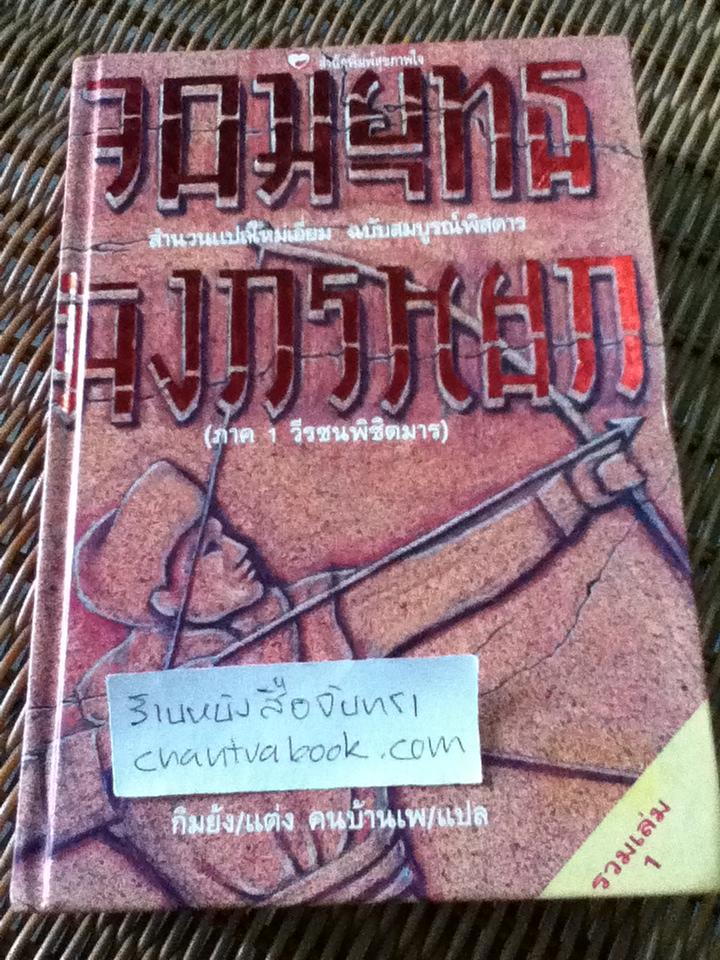 สำนักพิมพ์สุขภาพใจ
จอมยุทธ
สำนวนแปลใหม่เอี่ยม ฉบับสมบูรณ์พิสดาร
มังกรหยก
(ภาค 1 วีรชนพิชิตมาร)
ร้านหนังสือจันทรา
chantrabook.com
กิมย้ง/แต่ง คนบ้านเพ/แปล
รวมเล่ม
1